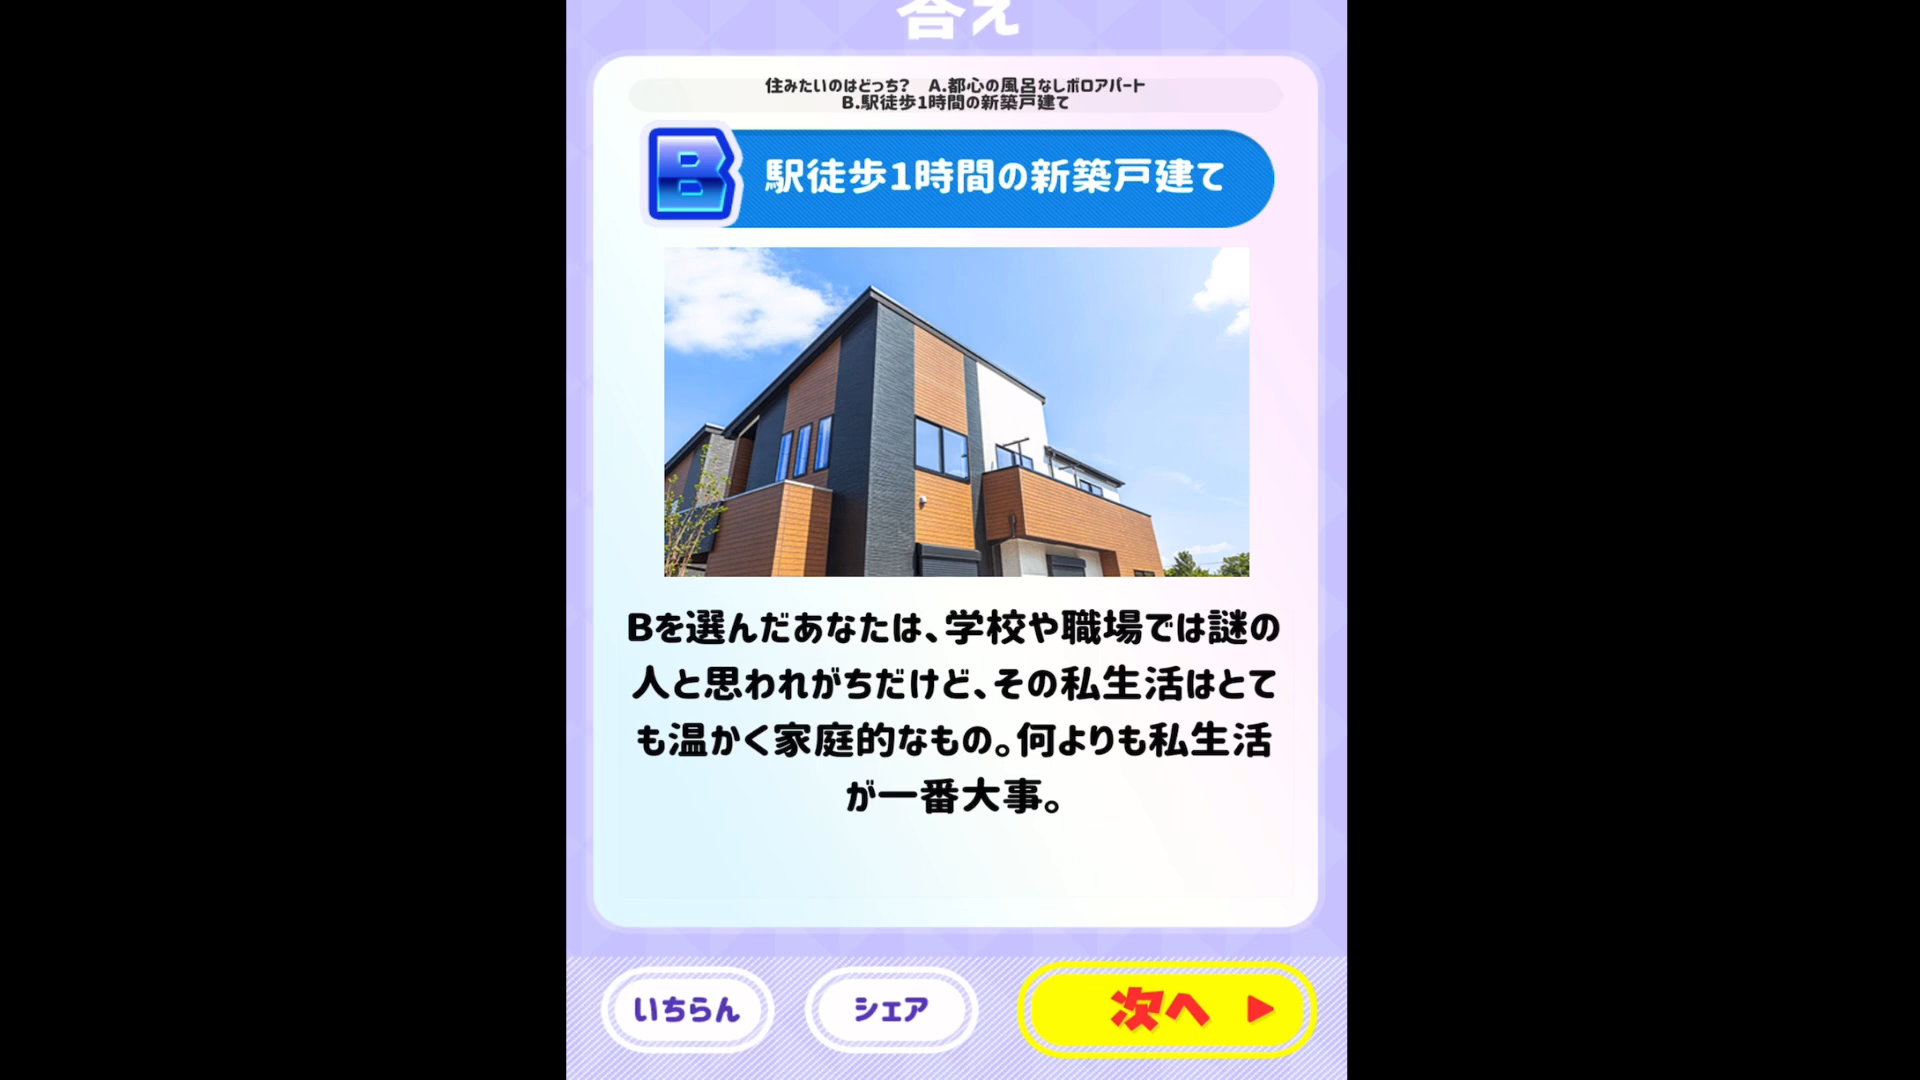 答え
住みたいのはどっち? A.都心の風呂なしボロアパート
B.駅徒歩1時間の新築戸建て
B 駅徒歩1時間の新築戸建て
Bを選んだあなたは、学校や職場では謎の
人と思われがちだけど、その私生活はとて
も温かく家庭的なもの。何よりも私生活
が一番大事。
いちらん シェア 次へ